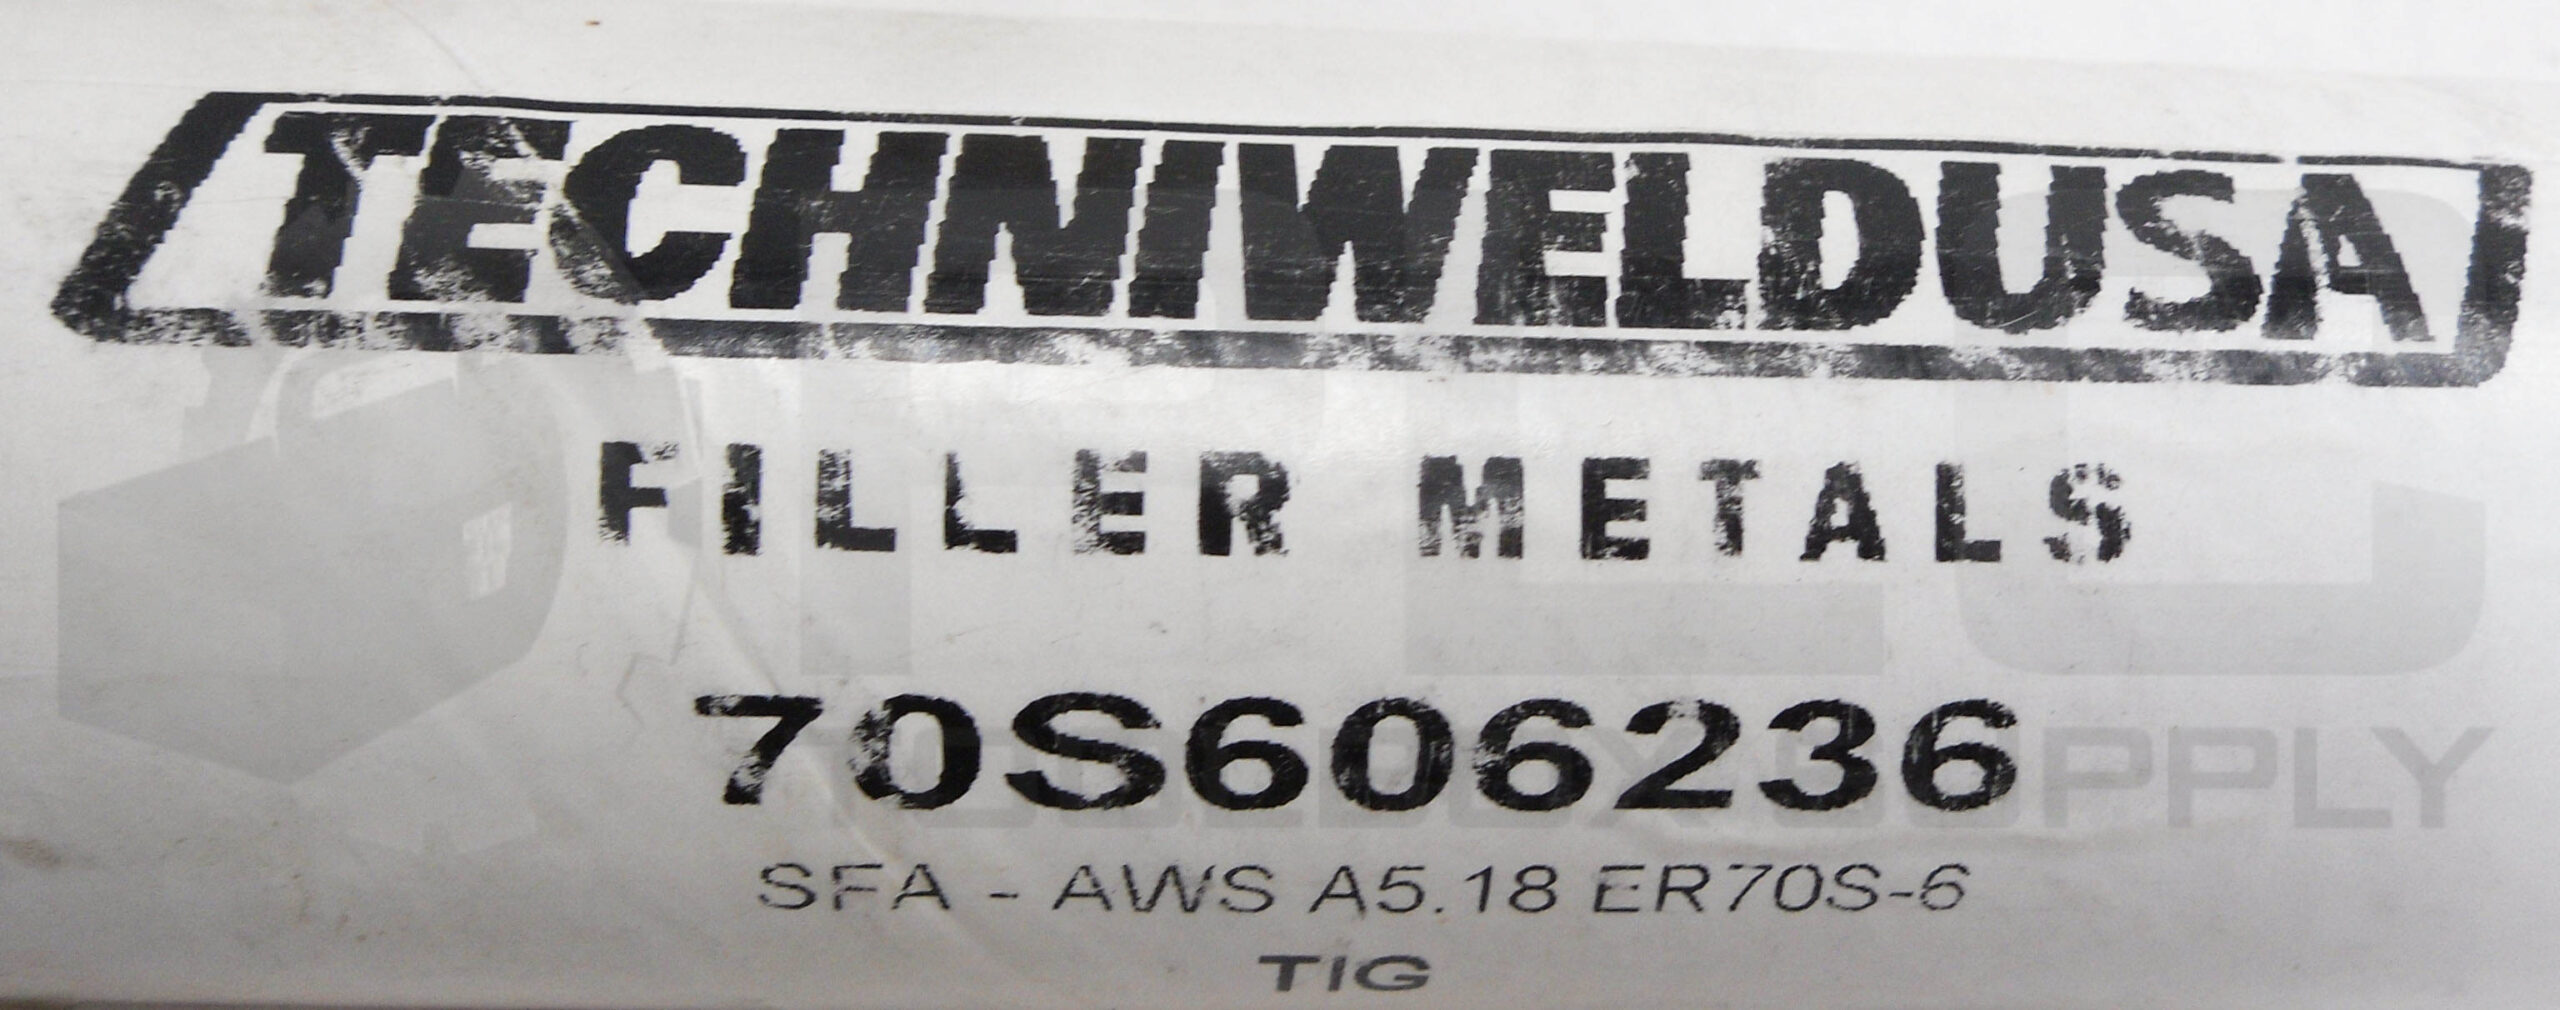 TECHNIWELDUSA
FILLER METALS
70S606236
SFA - AWS A5.18 ER70S-6
TIG